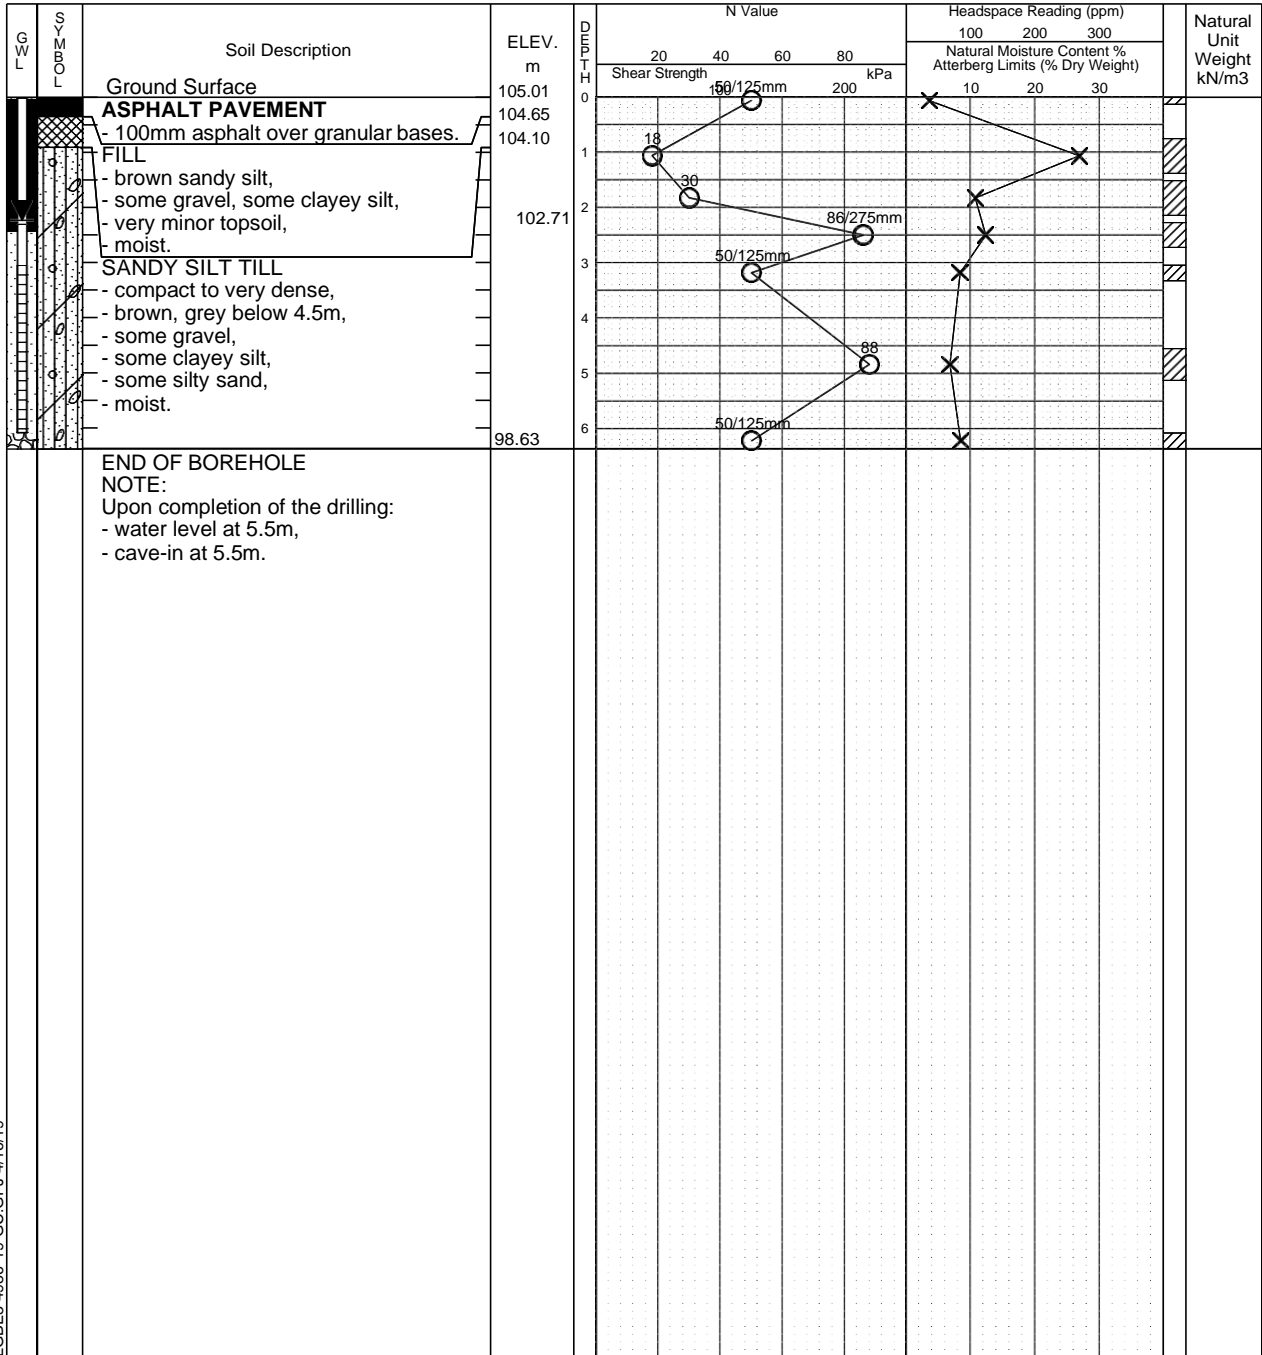 GWL
SYMBOL
Soil Description
ELEV.
m
DEPTH
N Value
20 40 60 80
Shear Strength kPa
100 200
Headspace Reading (ppm)
100 200 300
Natural Moisture Content %
Atterberg Limits (% Dry Weight)
10 20 30
Natural
Unit
Weight
kN/m3
Ground Surface
105.01
0
50/125mm
ASPHALT PAVEMENT
104.65
- 100mm asphalt over granular bases.
104.10
18
FILL
1
- brown sandy silt,
30
- some gravel, some clayey silt,
2
- very minor topsoil,
102.71
86/275mm
- moist.
50/125mm
SANDY SILT TILL
3
- compact to very dense,
- brown, grey below 4.5m,
4
- some gravel,
88
- some clayey silt,
5
- some silty sand,
- moist.
50/125mm
6
98.63
END OF BOREHOLE
NOTE:
Upon completion of the drilling:
- water level at 5.5m,
- cave-in at 5.5m.